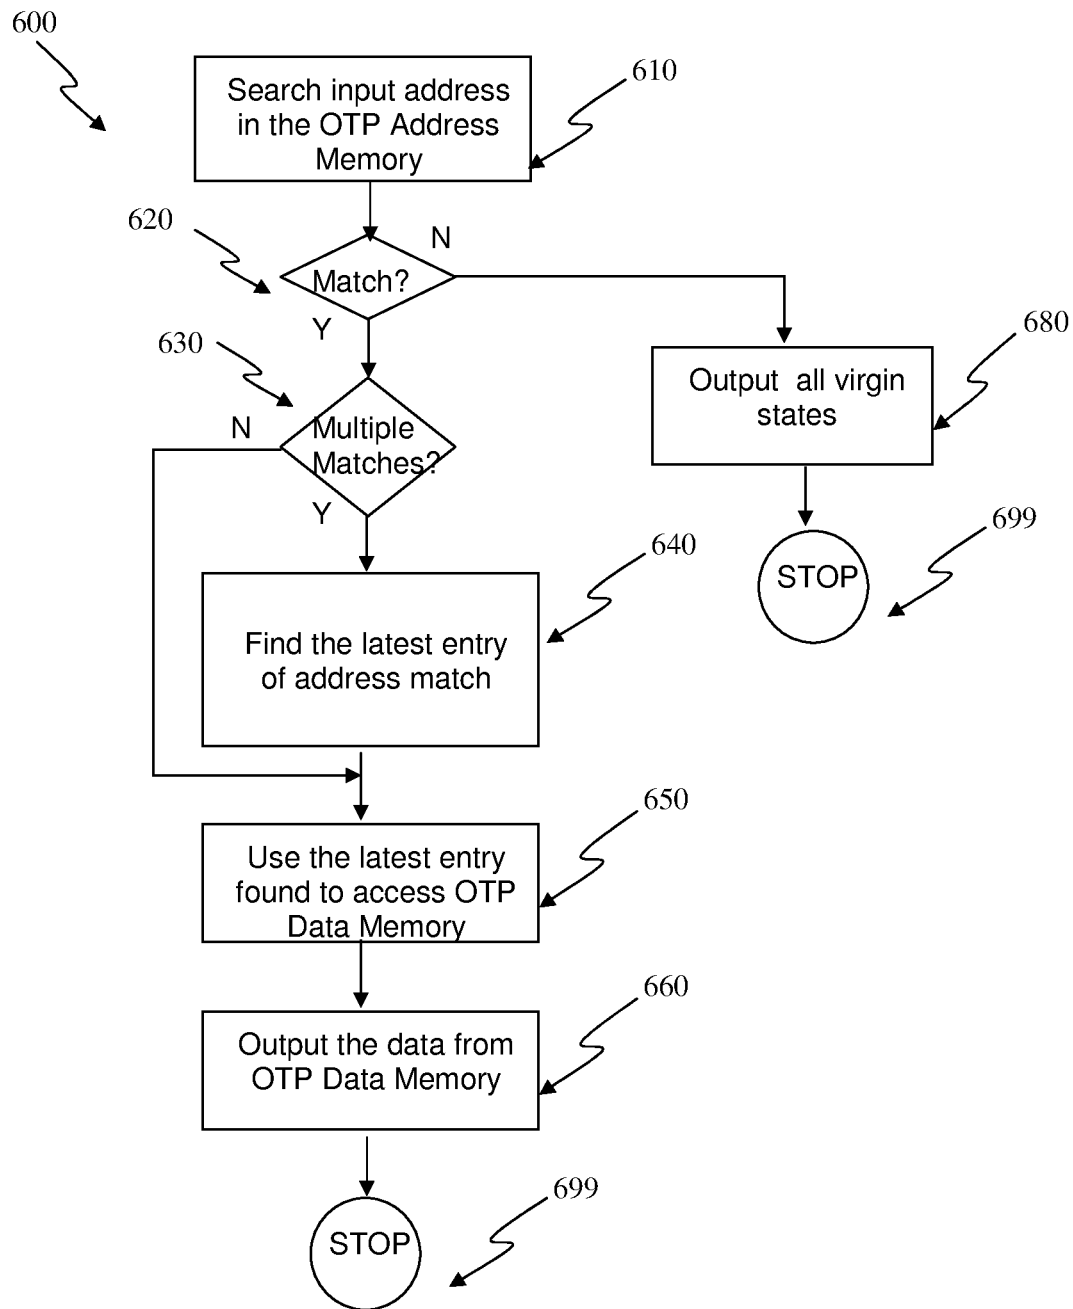 600
Search input address
in the OTP Address
Memory
610
620
N
Match?
Y
630
680
Output all virgin
states
N
Multiple
Matches?
Y
699
STOP
640
Find the latest entry
of address match
650
Use the latest entry
found to access OTP
Data Memory
660
Output the data from
OTP Data Memory
699
STOP